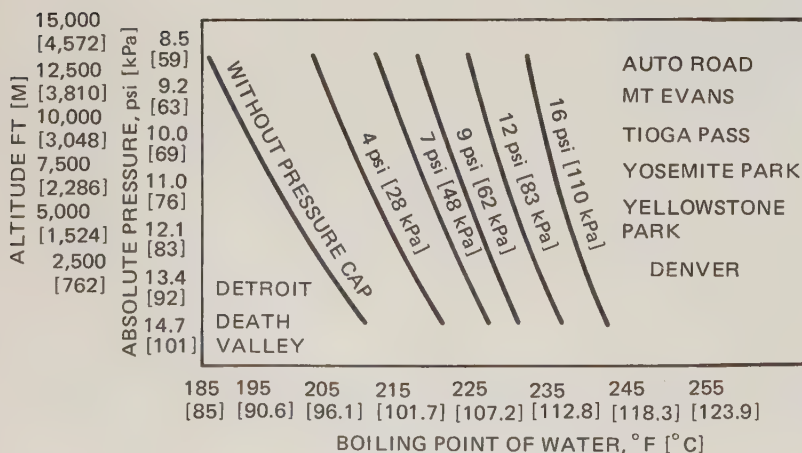 15,000
[4,572]
12,500
[3,810]
10,000
[3,048]
7,500
[2,286]
5,000
[1,524]
2,500
[762]
ALTITUDE FT [M]
8.5
[59]
9.2
[63]
10.0
[69]
11.0
[76]
12.1
[83]
13.4
[92]
14.7
[101]
ABSOLUTE PRESSURE, psi [kPa]
WITHOUT PRESSURE CAP
4 psi [28 kPa]
7 psi [48 kPa]
9 psi [62 kPa]
12 psi [83 kPa]
16 psi [110 kPa]
AUTO ROAD
MT EVANS
TIOGA PASS
YOSEMITE PARK
YELLOWSTONE
PARK
DENVER
DETROIT
DEATH
VALLEY
185 195 205 215 225 235 245 255
[85] [90.6] [96.1] [101.7] [107.2] [112.8] [118.3] [123.9]
BOILING POINT OF WATER, °F [°C]